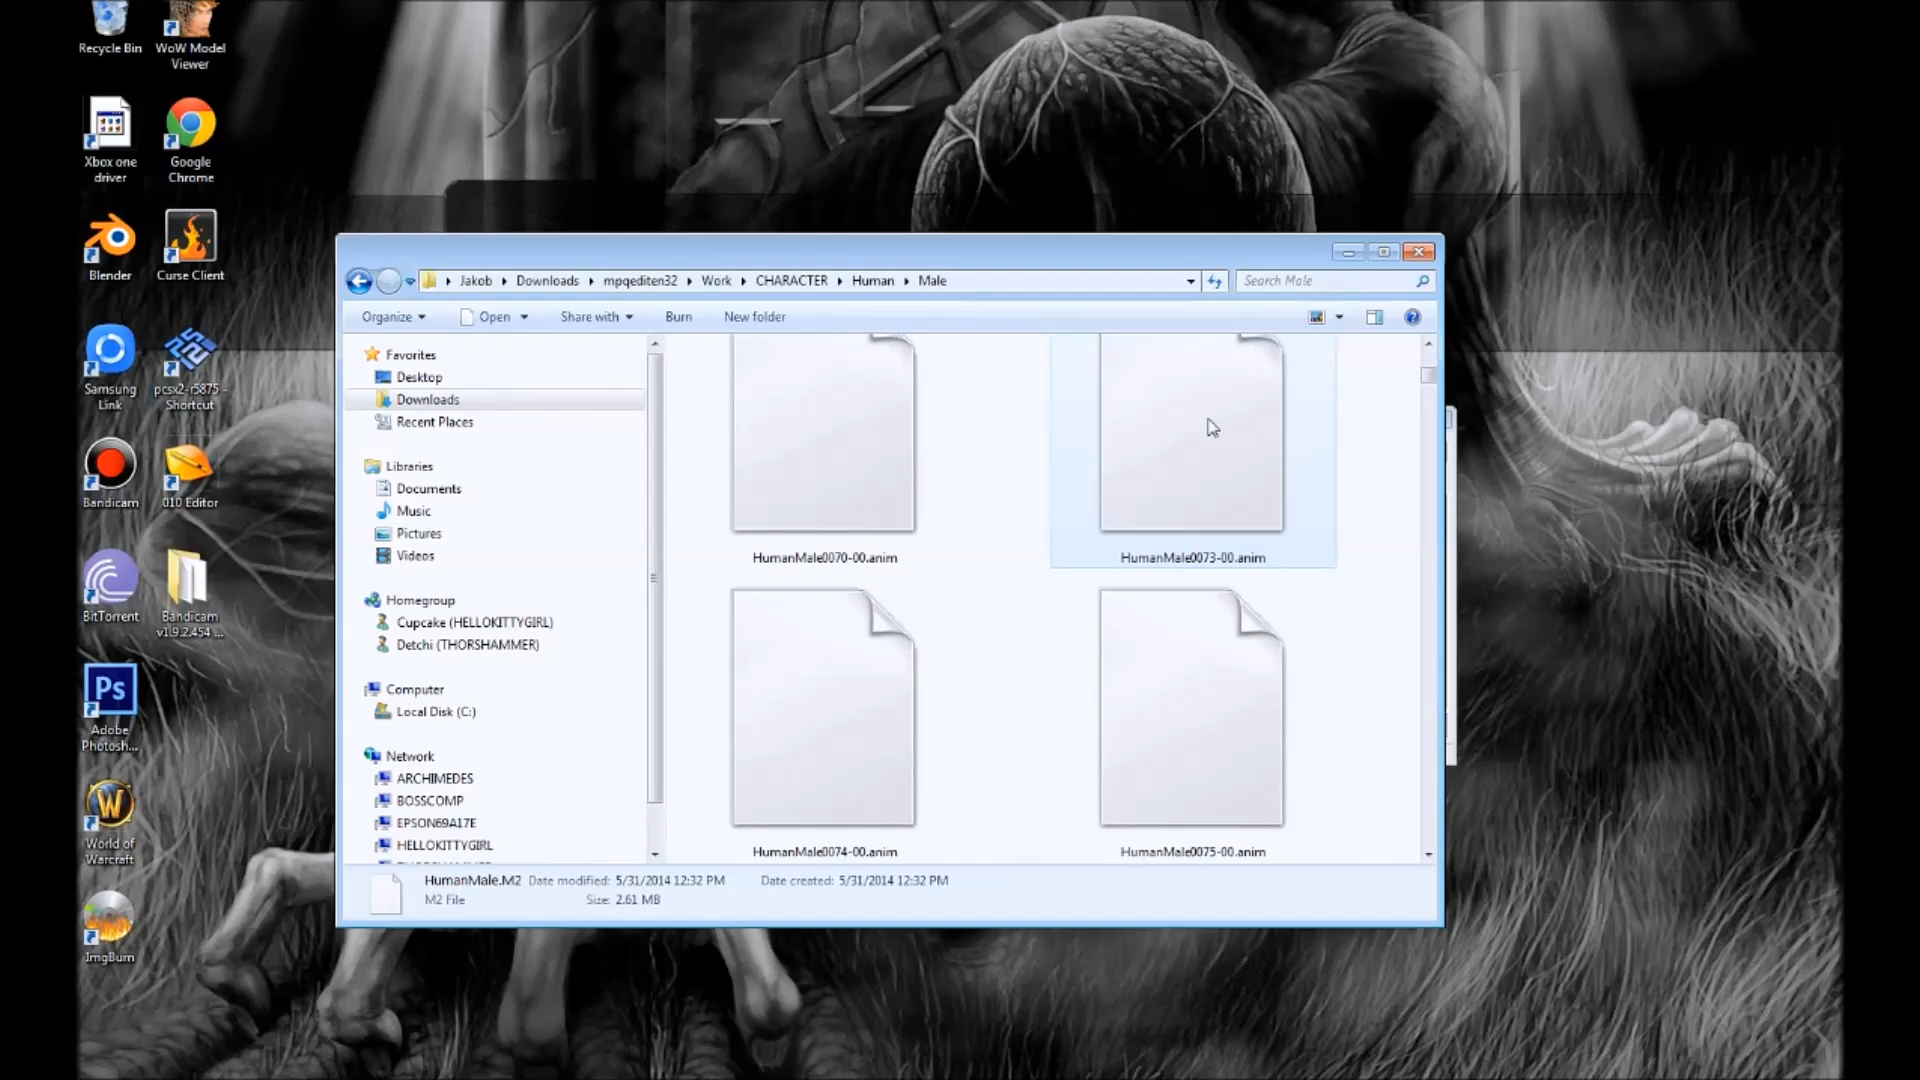 Recycle Bin
WoW Model
Viewer
Xbox one
driver
Google
Chrome
Blender
Curse Client
Samsung
Link
pcsx2-r5875 -
Shortcut
Bandicam
010 Editor
BitTorrent
Bandicam
v1.9.2.454 ...
Ps
Adobe
Photosh...
World of
Warcraft
ImgBurn
Jakob
Downloads
mpqediten32
Work
CHARACTER
Human
Male
Search Male
Organize
Open
Share with
Burn
New folder
Favorites
Desktop
Downloads
Recent Places
Libraries
Documents
Music
Pictures
Videos
Homegroup
Cupcake (HELLOKITTYGIRL)
Detchi (THORSHAMMER)
Computer
Local Disk (C:)
Network
ARCHIMEDES
BOSSCOMP
EPSON69A17E
HELLOKITTYGIRL
HumanMale0070-00.anim
HumanMale0073-00.anim
HumanMale0074-00.anim
HumanMale0075-00.anim
HumanMale.M2 Date modified: 5/31/2014 12:32 PM Date created: 5/31/2014 12:32 PM
M2 File Size: 2.61 MB